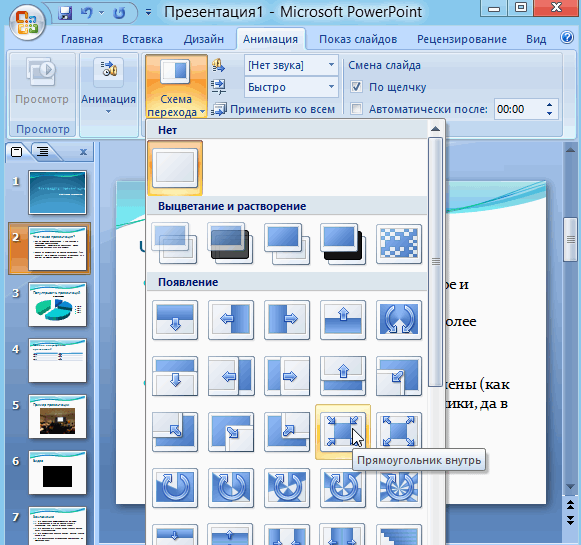 Презентация1 - Microsoft PowerPoint
Главная Вставка Дизайн Анимация Показ слайдов Рецензирование Вид
Просмотр
Просмотр
Анимация
Схема перехода
[Нет звука]
Быстро
Применить ко всем
Смена слайда
По щелчку
Автоматически после: 00:00
Нет
Выцветание и растворение
Появление
Прямоугольник внутрь
1
2
3
4
5
6
7
ре и
олее
ены (как
ики, да в